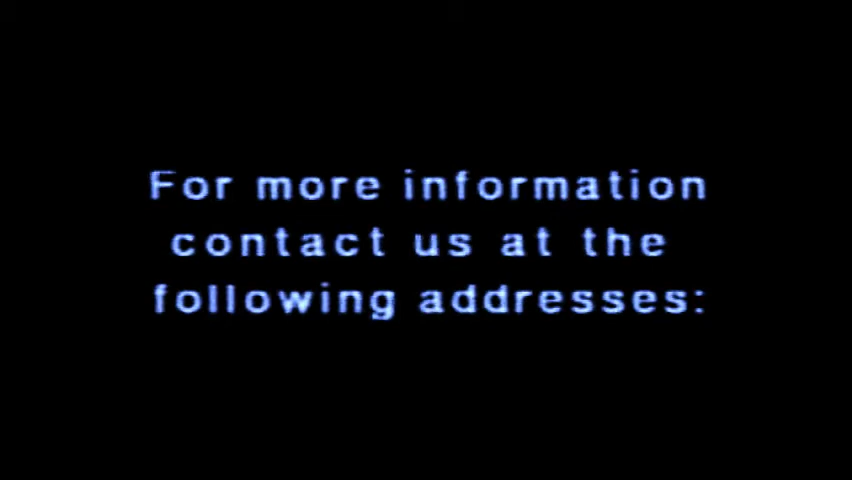 For more information
contact us at the
following addresses: